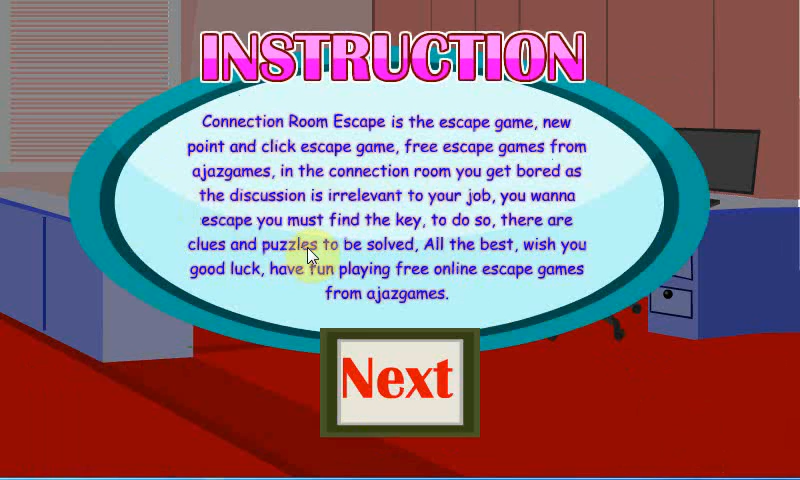 INSTRUCTION
Connection Room Escape is the escape game, new
point and click escape game, free escape games from
ajazgames, in the connection room you get bored as
the discussion is irrelevant to your job, you wanna
escape you must find the key, to do so, there are
clues and puzzles to be solved, All the best, wish you
good luck, have fun playing free online escape games
from ajazgames.
Next